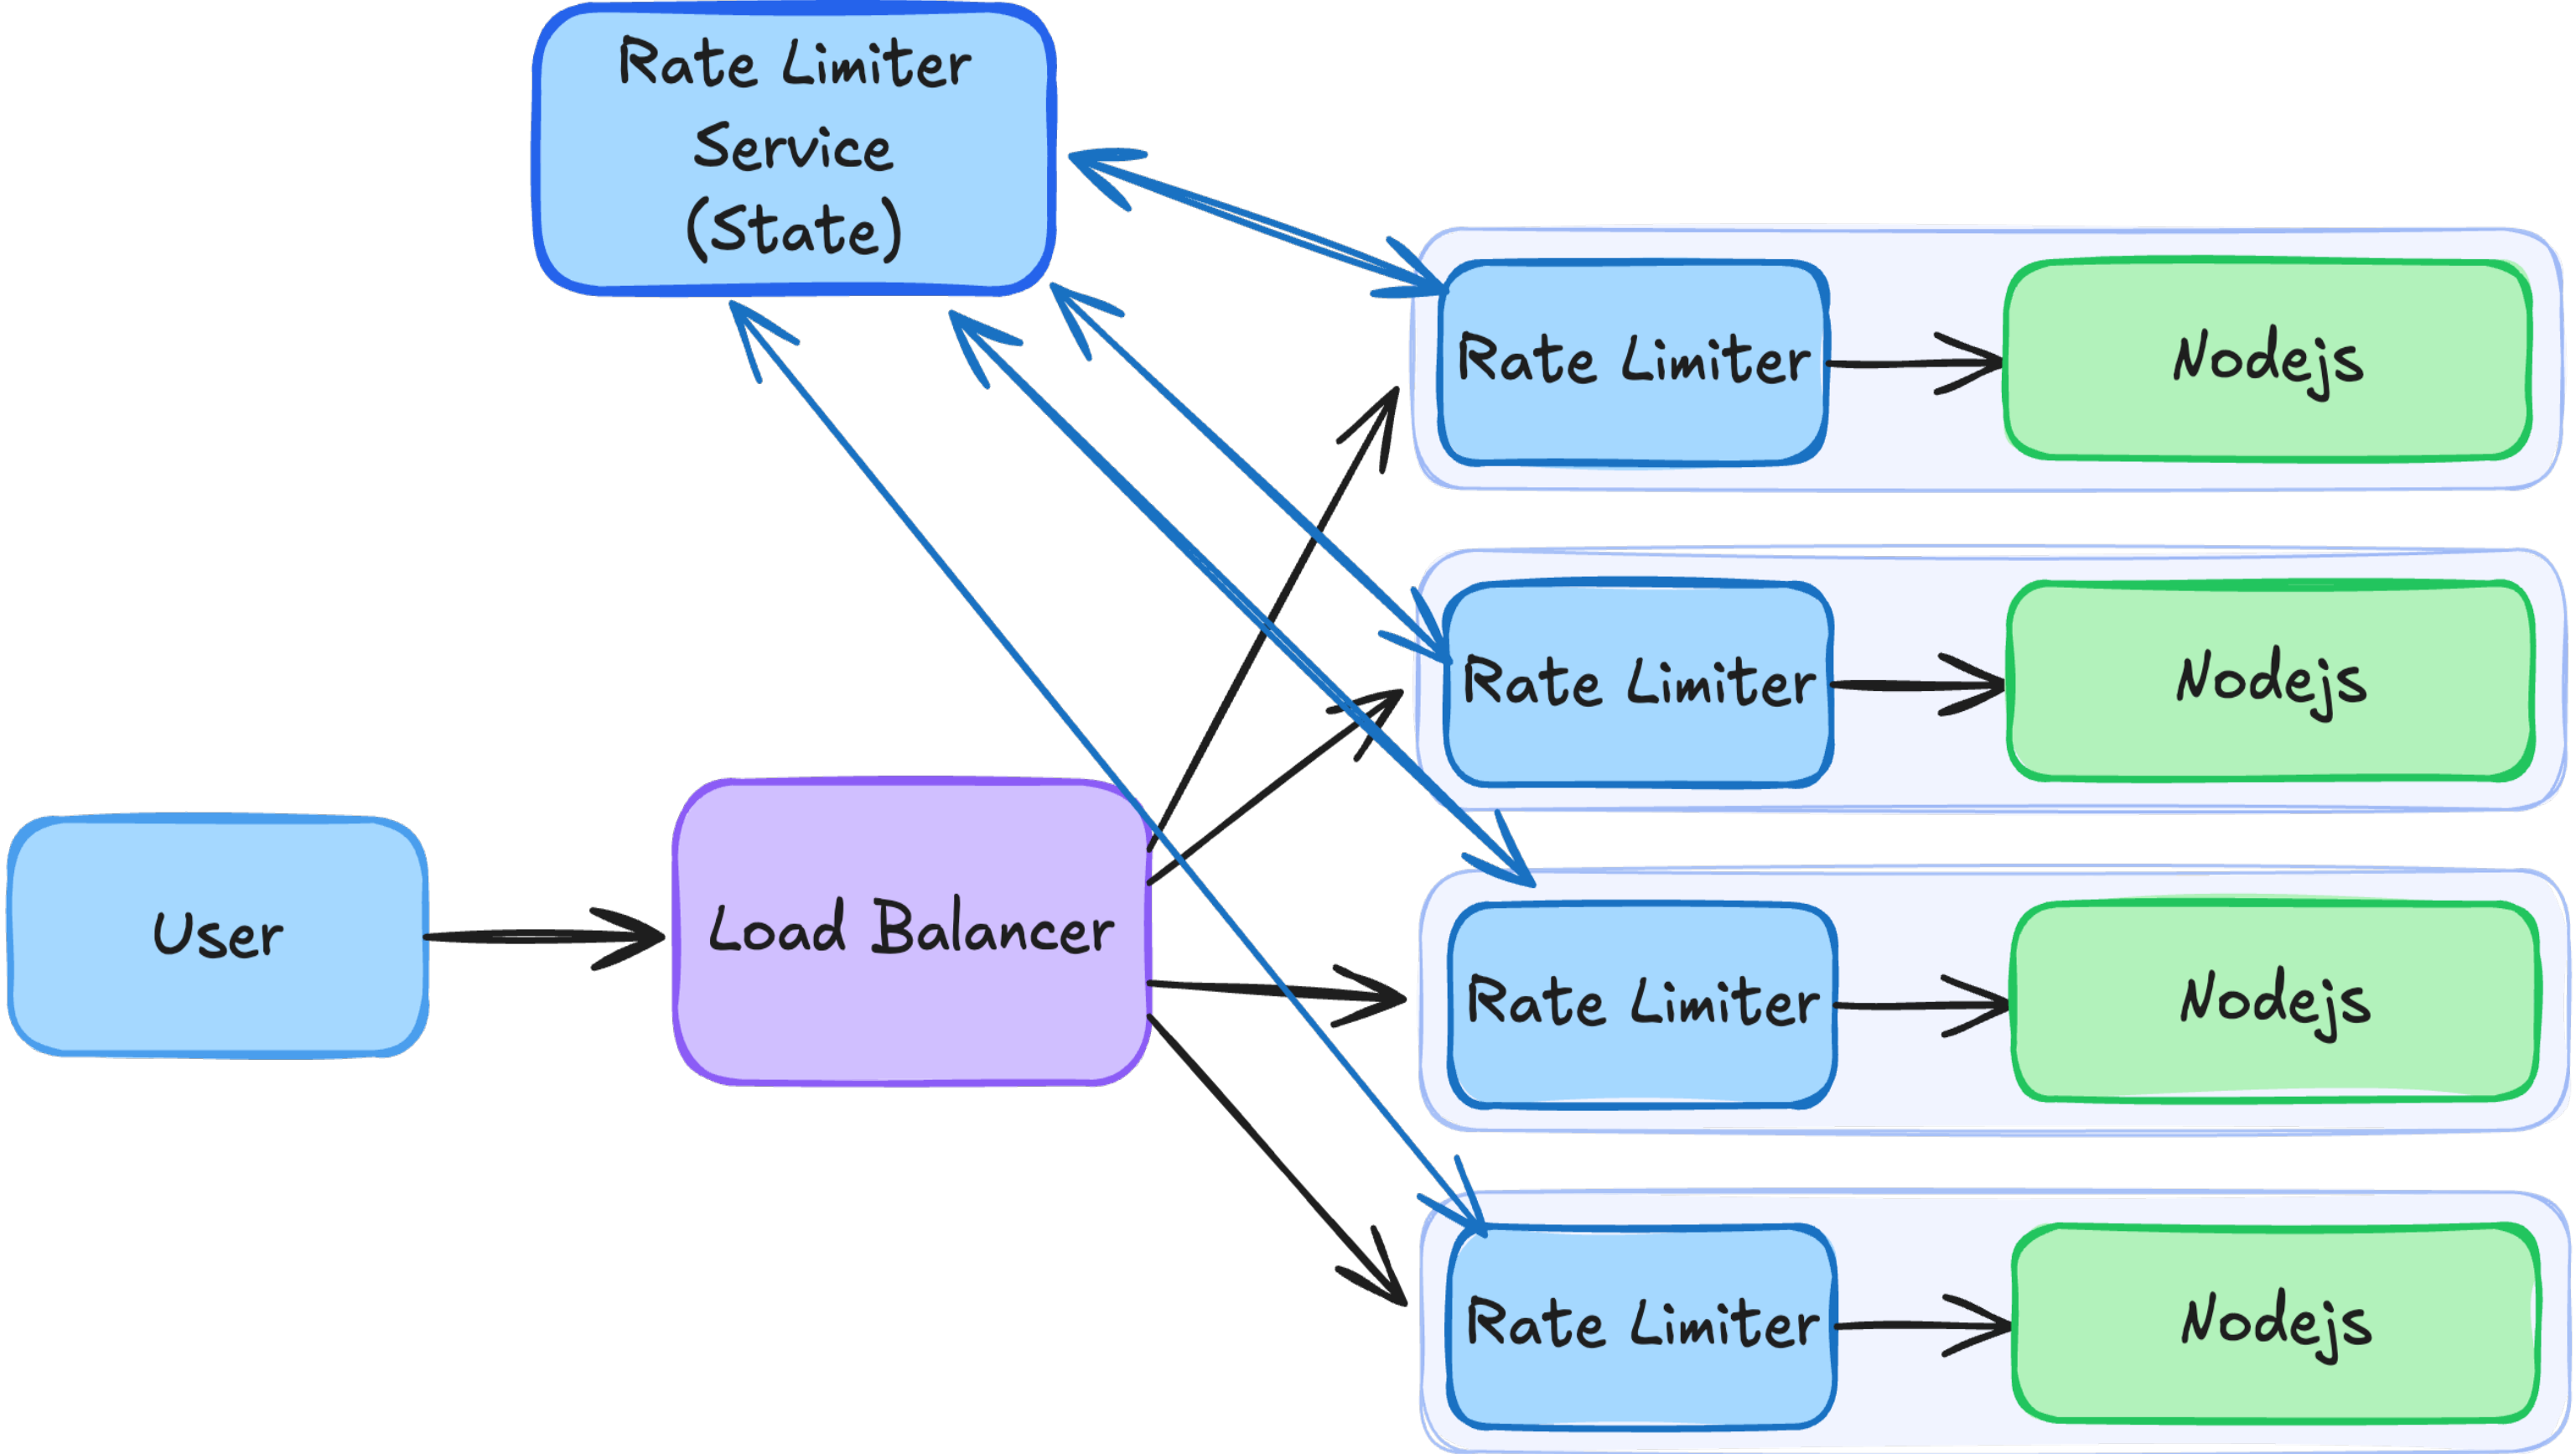 Rate Limiter
Service
(State)
Rate Limiter
Nodejs
Rate Limiter
Nodejs
User
Load Balancer
Rate Limiter
Nodejs
Rate Limiter
Nodejs